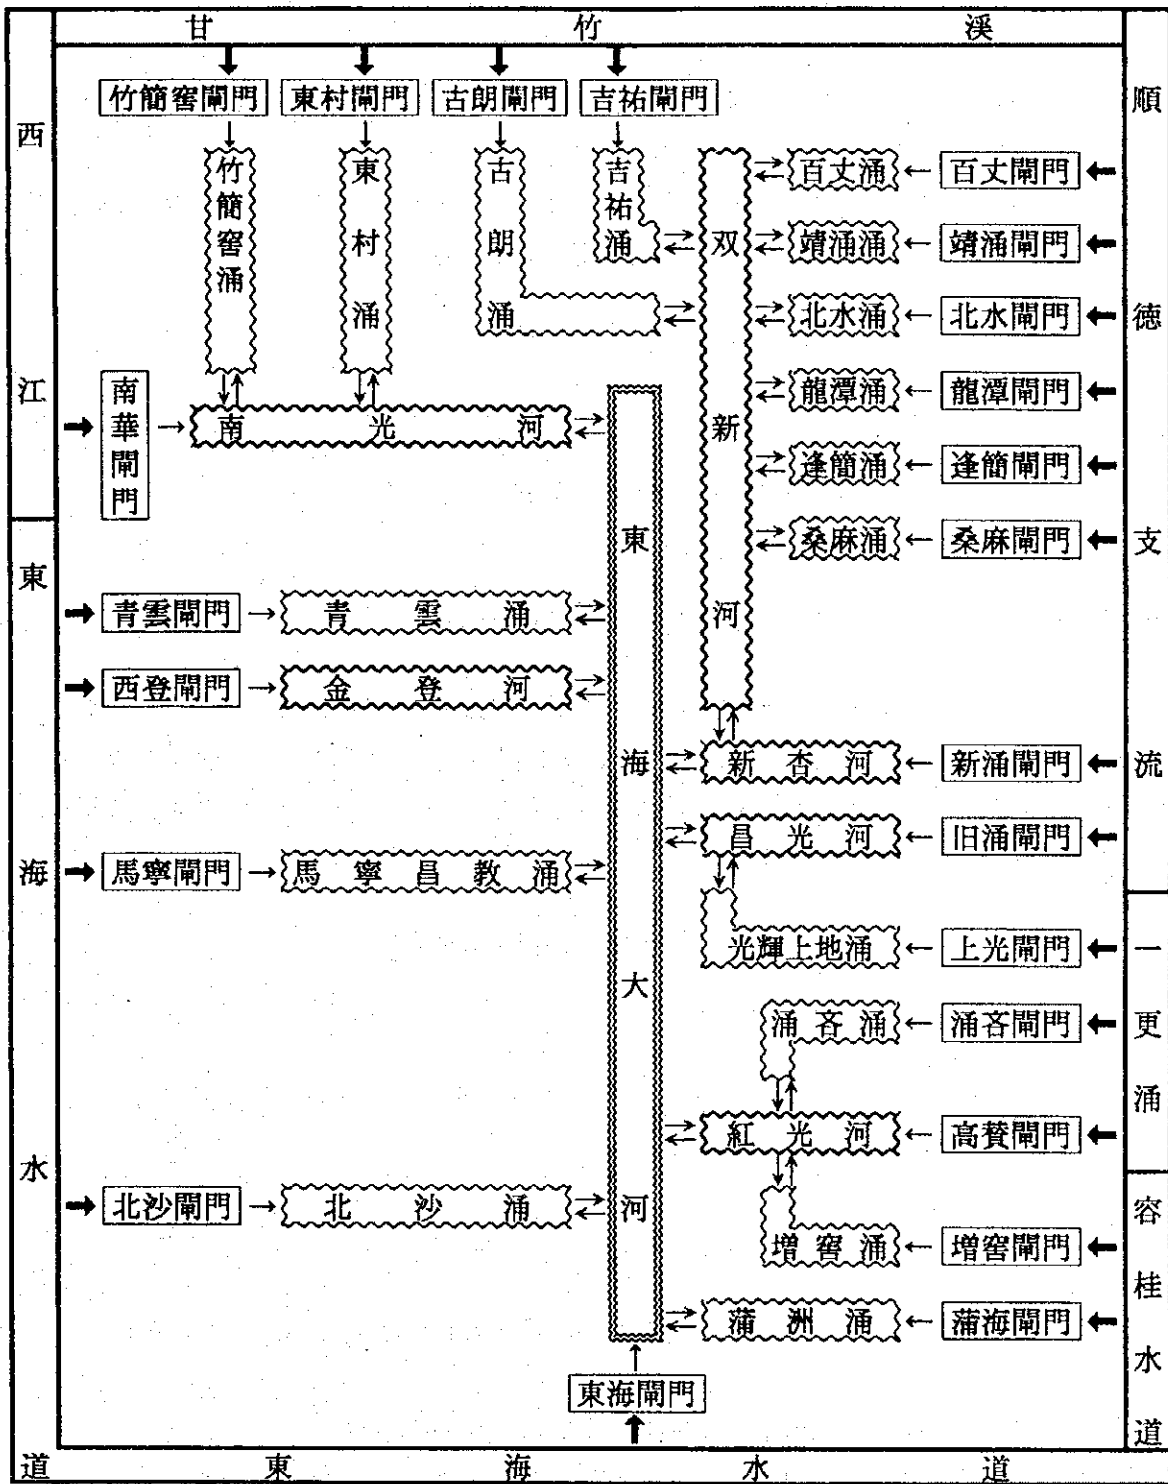 甘竹溪
西江
東海水道
順德支流
一更涌
容桂水道
東海水道
竹簡窖閘門
東村閘門
古朗閘門
吉祐閘門
竹簡窖涌
東村涌
古朗涌
吉祐涌
双新河
百丈涌
百丈閘門
靖涌涌
靖涌閘門
北水涌
北水閘門
龍潭涌
龍潭閘門
逢簡涌
逢簡閘門
桑麻涌
桑麻閘門
南華閘門
南光河
東海大河
青雲閘門
青雲涌
西登閘門
金登河
新杏河
新涌閘門
昌光河
旧涌閘門
馬寧閘門
馬寧昌教涌
光輝上地涌
上光閘門
涌吝涌
涌吝閘門
紅光河
高賛閘門
北沙閘門
北沙涌
増窖涌
増窖閘門
蒲洲涌
蒲海閘門
東海閘門